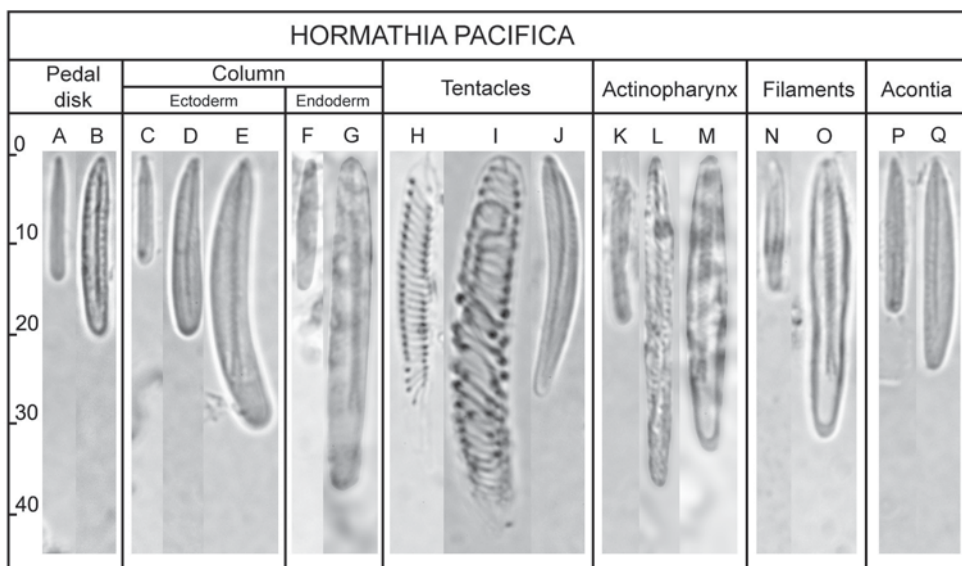 HORMATHIA PACIFICA
Pedal
disk
Column
Ectoderm
Endoderm
Tentacles
Actinopharynx
Filaments
Acontia
A B C D E F G H I J K L M N O P Q
0
10
20
30
40